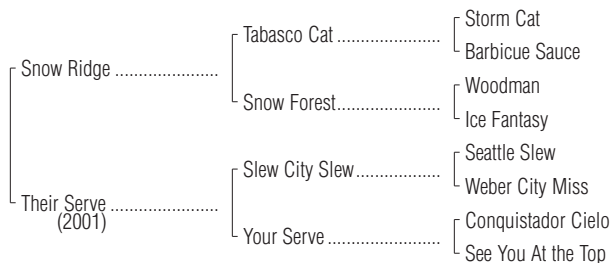 Storm Cat
Tabasco Cat ........................
Barbicue Sauce
Snow Ridge ........................
Woodman
Snow Forest........................
Ice Fantasy
Seattle Slew
Slew City Slew....................
Weber City Miss
Their Serve .........................
(2001)
Conquistador Cielo
Your Serve ..........................
See You At the Top